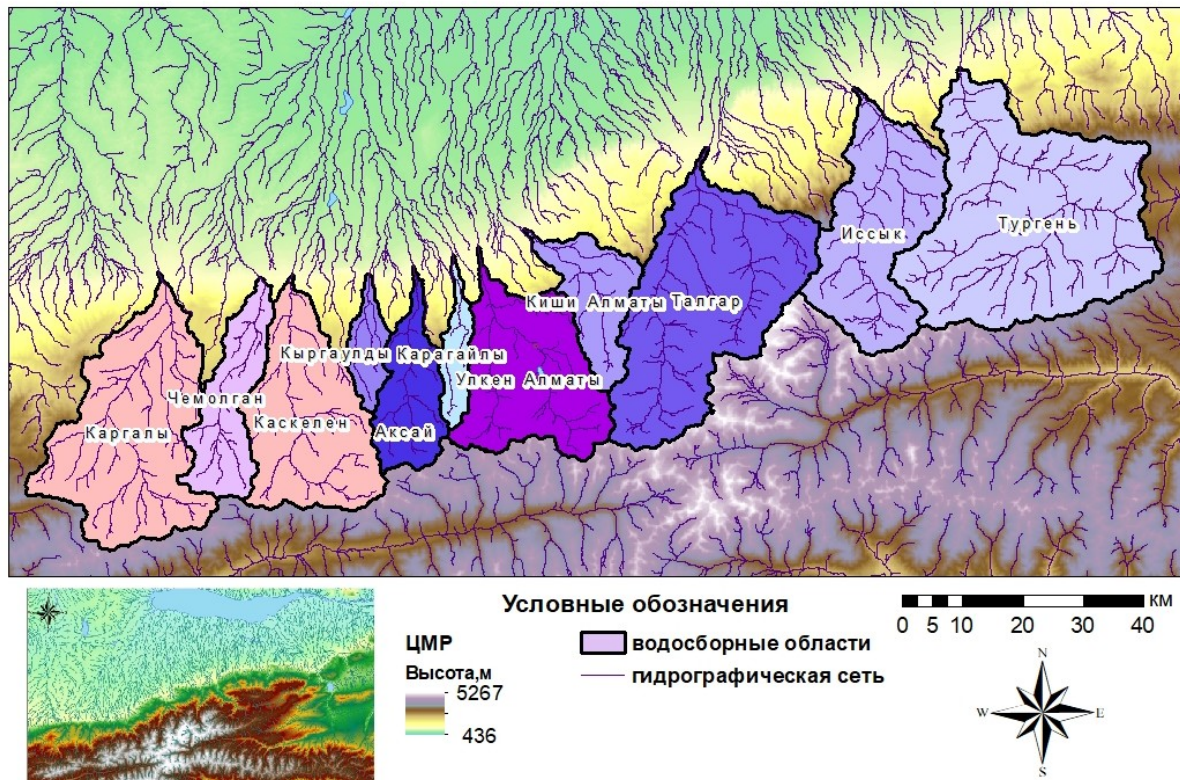 Тургень
Иссык
Киши Алматы
Талгар
Кыргаулды
Карагайлы
Улкен Алматы
Чемолган
Каскелен
Каргалы
Аксай
Условные обозначения
ЦМР
Высота,м
5267
436
водосборные области
гидрографическая сеть
км
0 5 10 20 30 40
N
W E
S